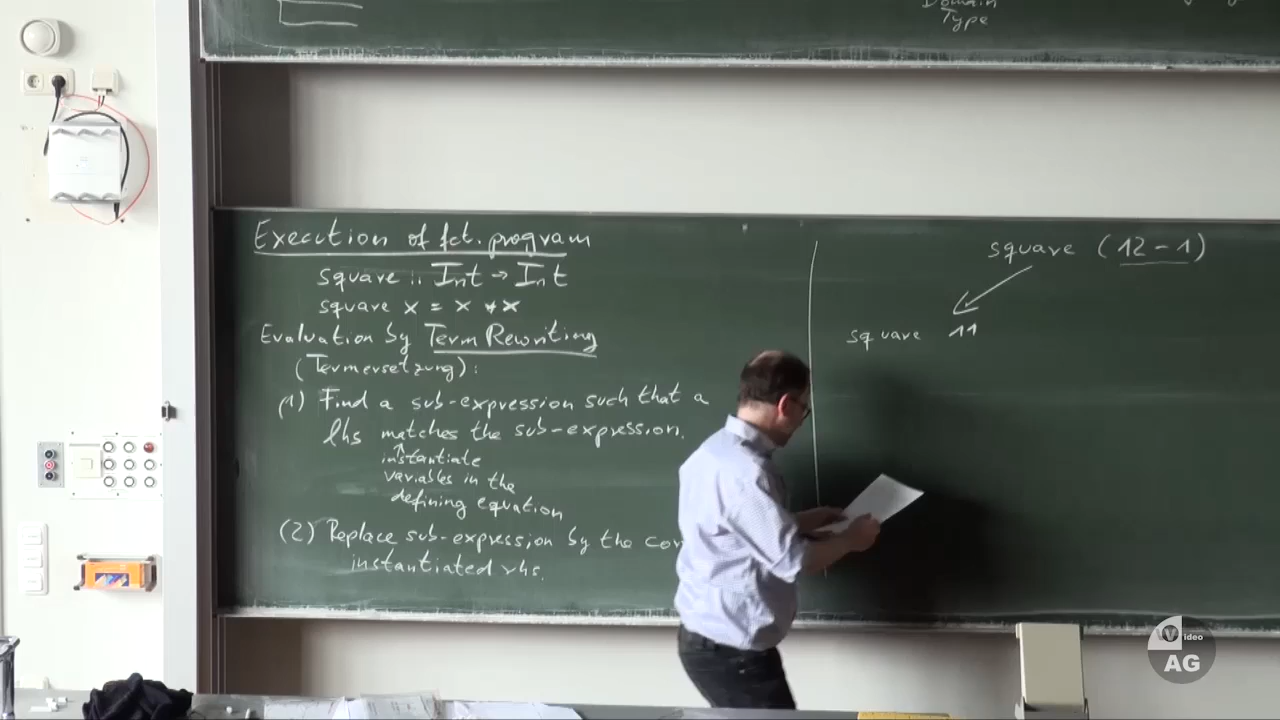 Domain
Type
Execution of fct. program
square :: Int → Int
square x = x * x
Evaluation by Term Rewriting
(Termersetzung):
(1) Find a sub-expression such that a
lhs matches the sub-expression.
instantiate
variables in the
defining equation
(2) Replace sub-expression by the cor
instantiated rhs.
square (12 - 1)
square 11
Video
AG